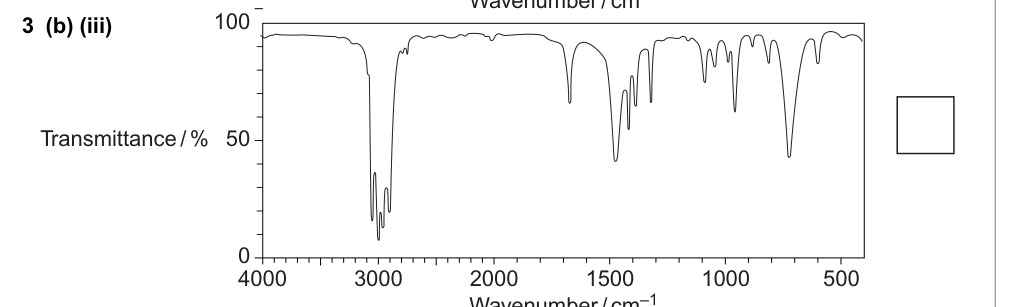 Wavenumber / cm
3 (b) (iii)
100
Transmittance / %
50
0
4000 3000 2000 1500 1000 500
Wavenumber / cm⁻¹